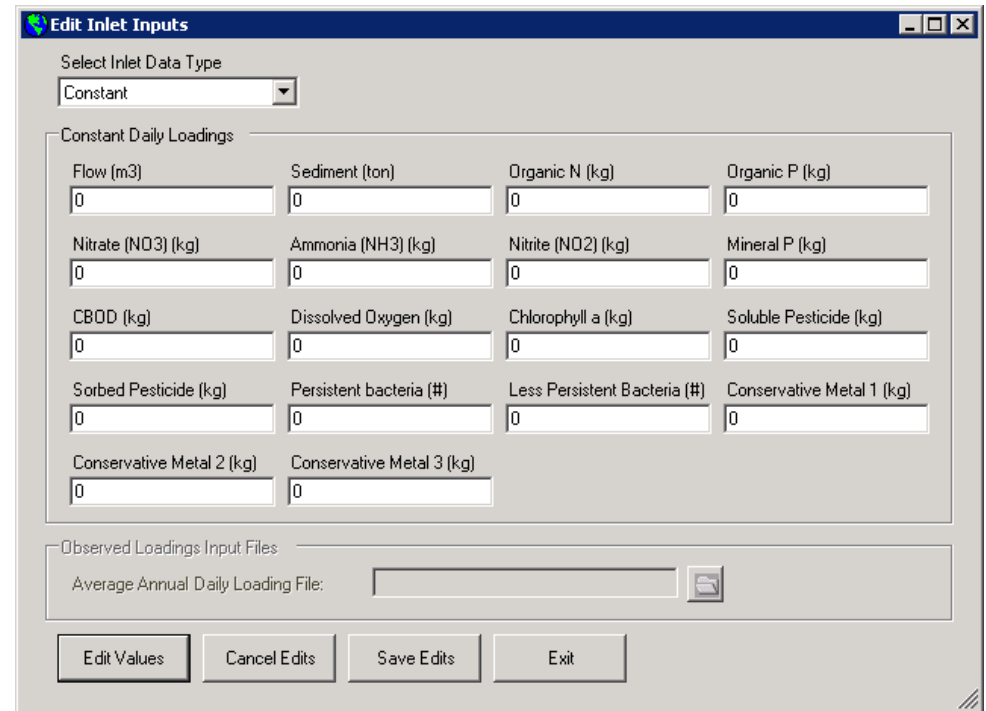 Edit Inlet Inputs
Select Inlet Data Type
Constant
Constant Daily Loadings
Flow (m3) Sediment (ton) Organic N (kg) Organic P (kg)
0 0 0 0
Nitrate (NO3) (kg) Ammonia (NH3) (kg) Nitrite (NO2) (kg) Mineral P (kg)
0 0 0 0
CBOD (kg) Dissolved Oxygen (kg) Chlorophyll a (kg) Soluble Pesticide (kg)
0 0 0 0
Sorbed Pesticide (kg) Persistent bacteria (#) Less Persistent Bacteria (#) Conservative Metal 1 (kg)
0 0 0 0
Conservative Metal 2 (kg) Conservative Metal 3 (kg)
0 0
Observed Loadings Input Files
Average Annual Daily Loading File:
Edit Values Cancel Edits Save Edits Exit